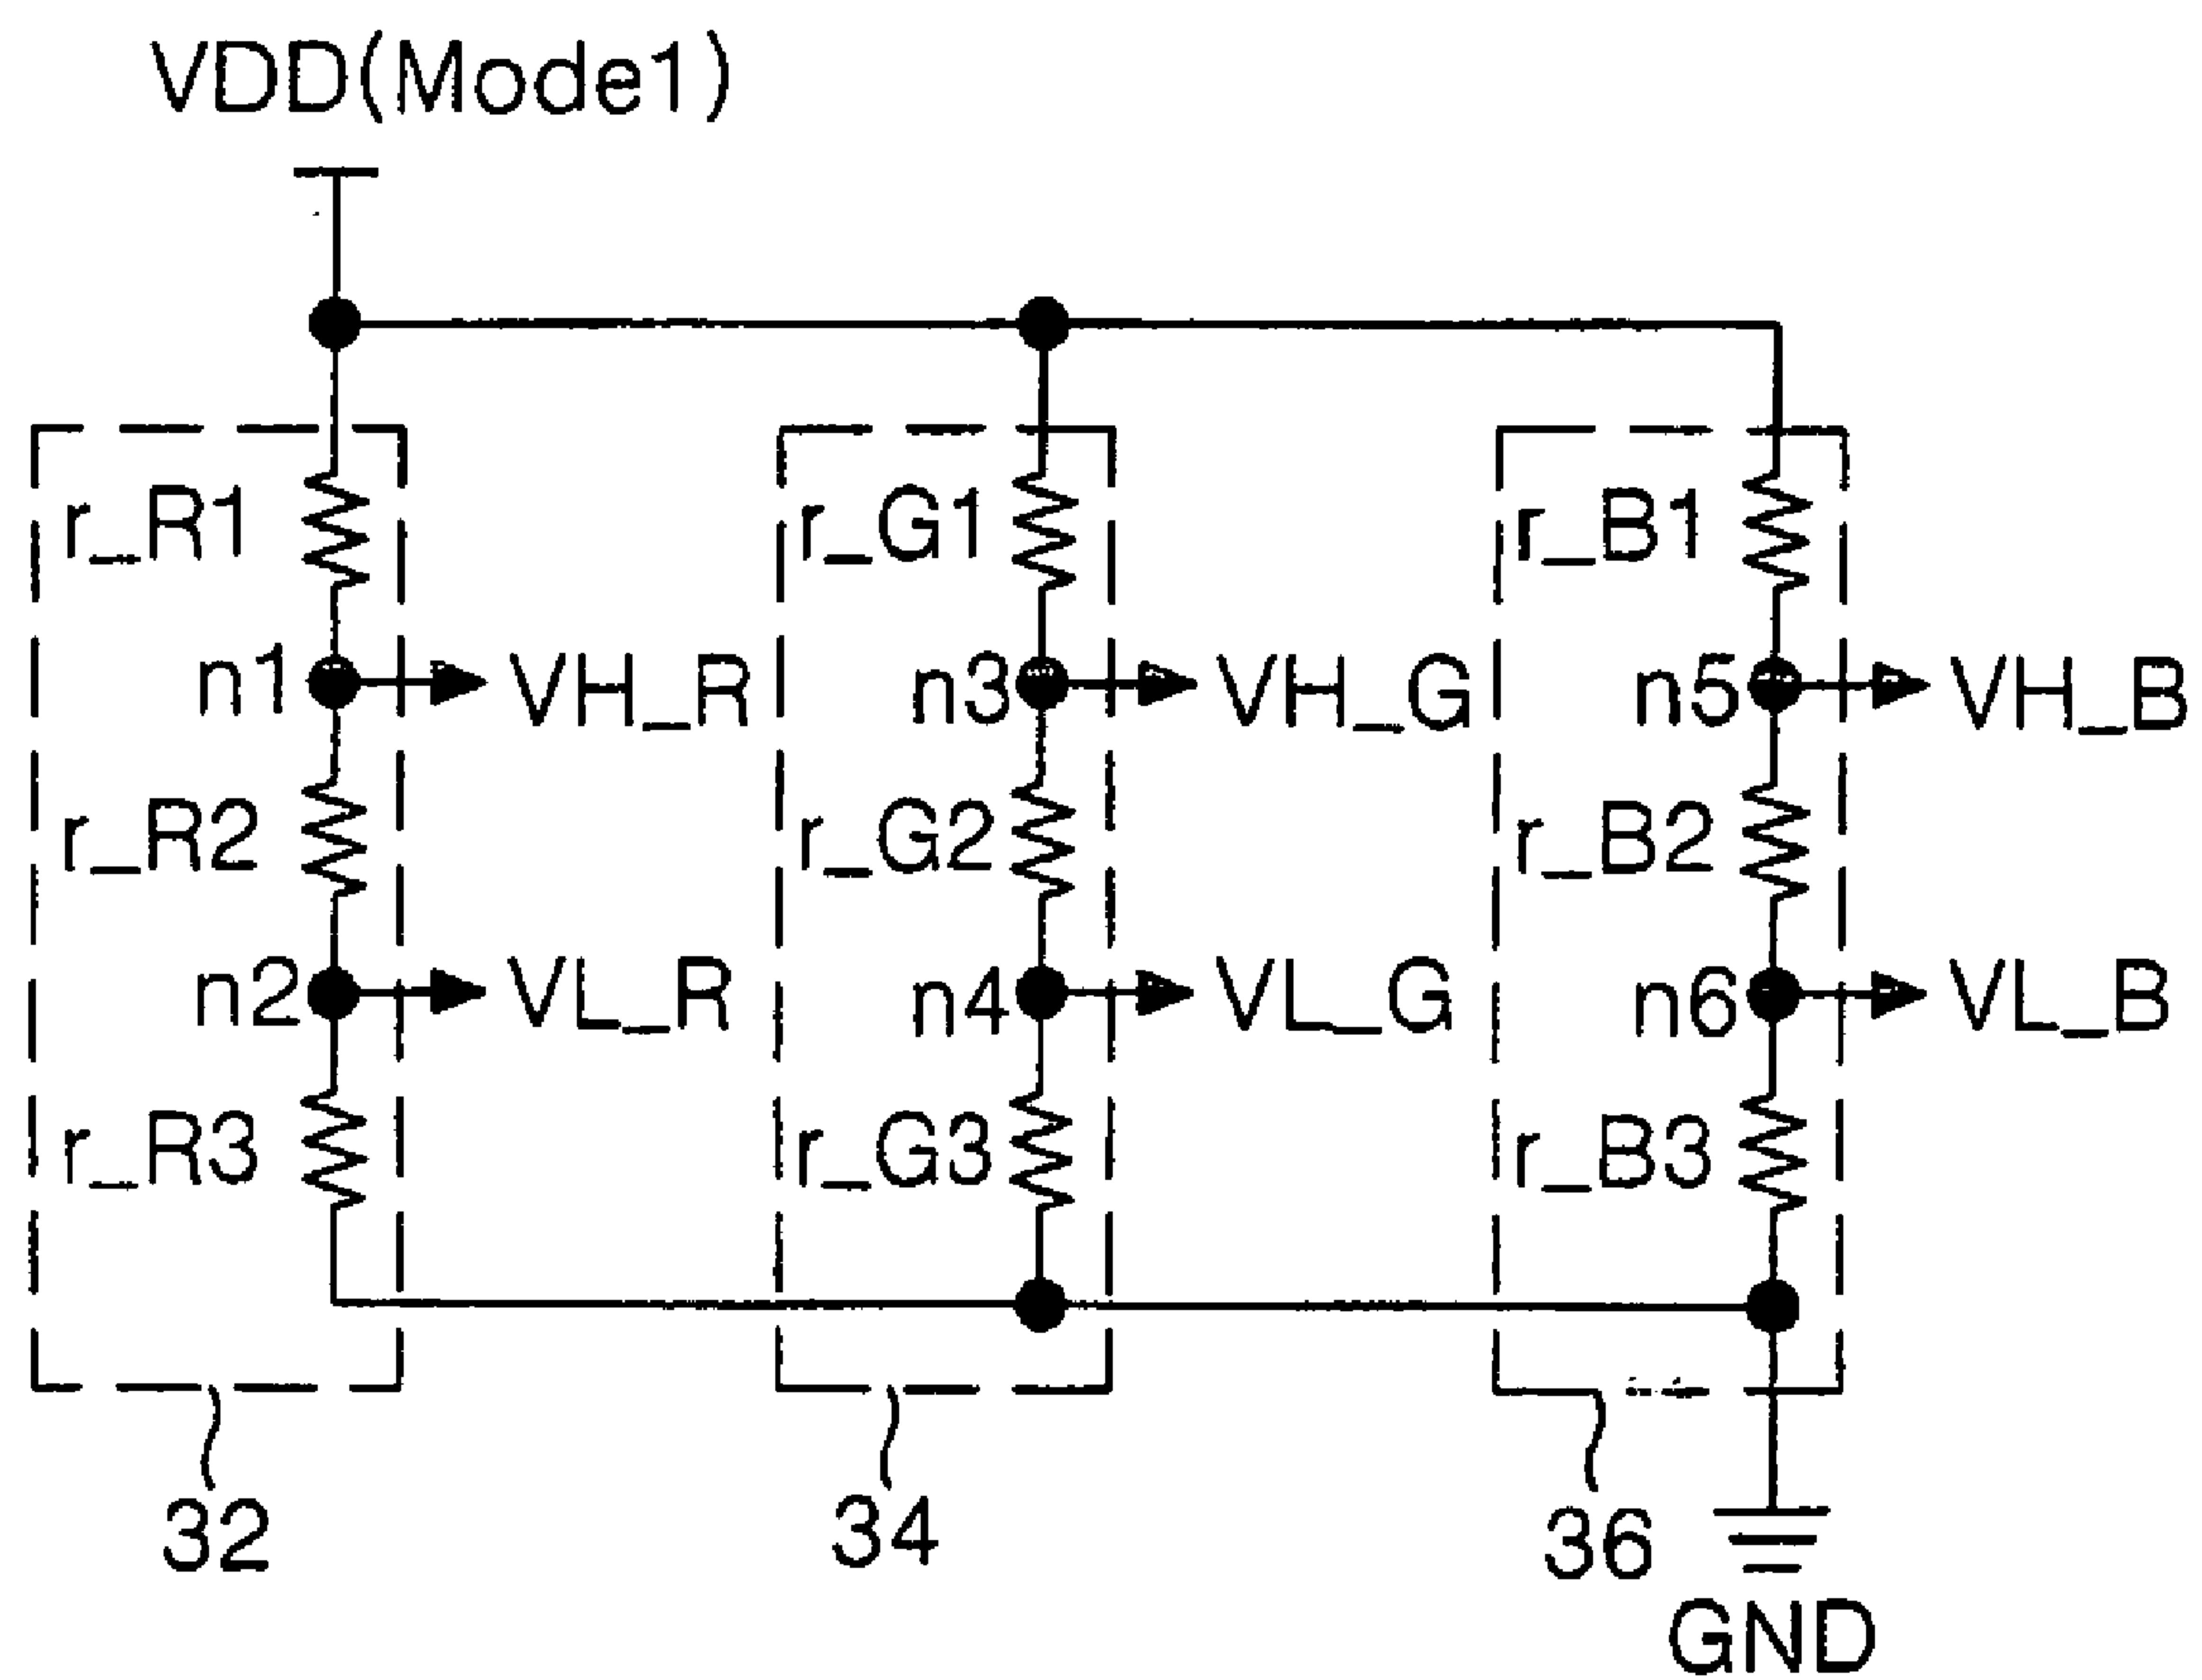 VDD(Mode1)
r_R1 r_G1 r_B1
n1 VH_R n3 VH_G n5 VH_B
r_R2 r_G2 r_B2
n2 VL_R n4 VL_G n6 VL_B
r_R3 r_G3 r_B3
32 34 36
GND